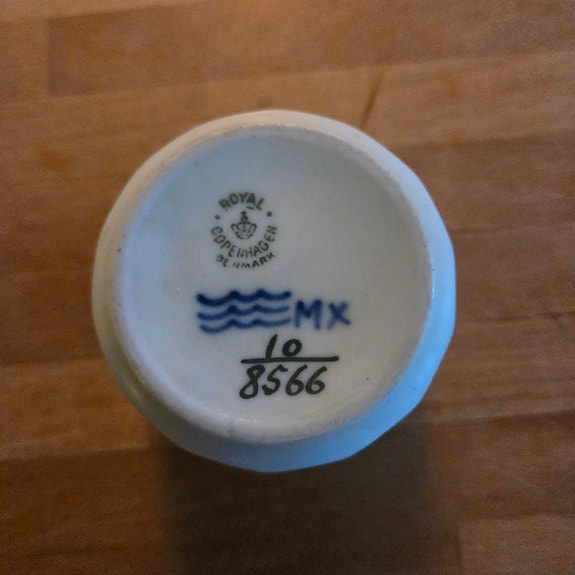 ROYAL
COPENHAGEN
DENMARK
MX
10
8566